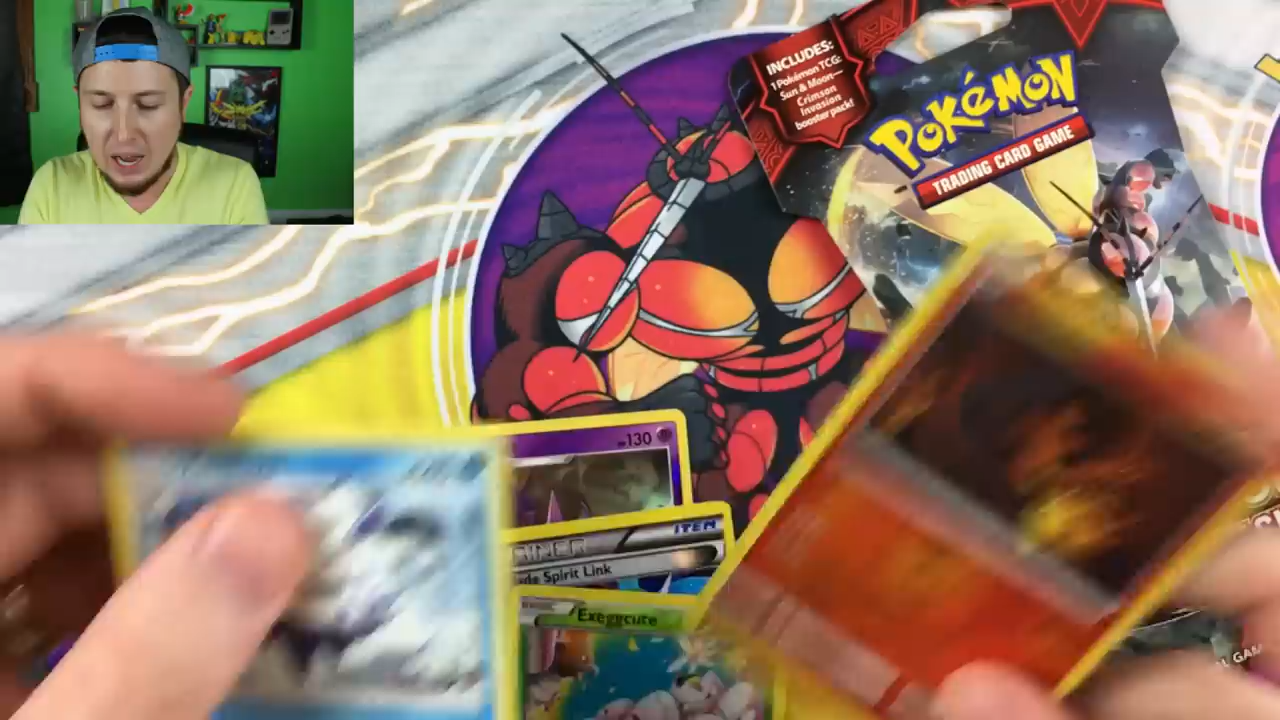 INCLUDES:
1 Pokémon TCG:
Sun & Moon—
Crimson
Invasion
booster pack!
POKéMON
TRADING CARD GAME
130
ITEM
Spirit Link
Exeggcute